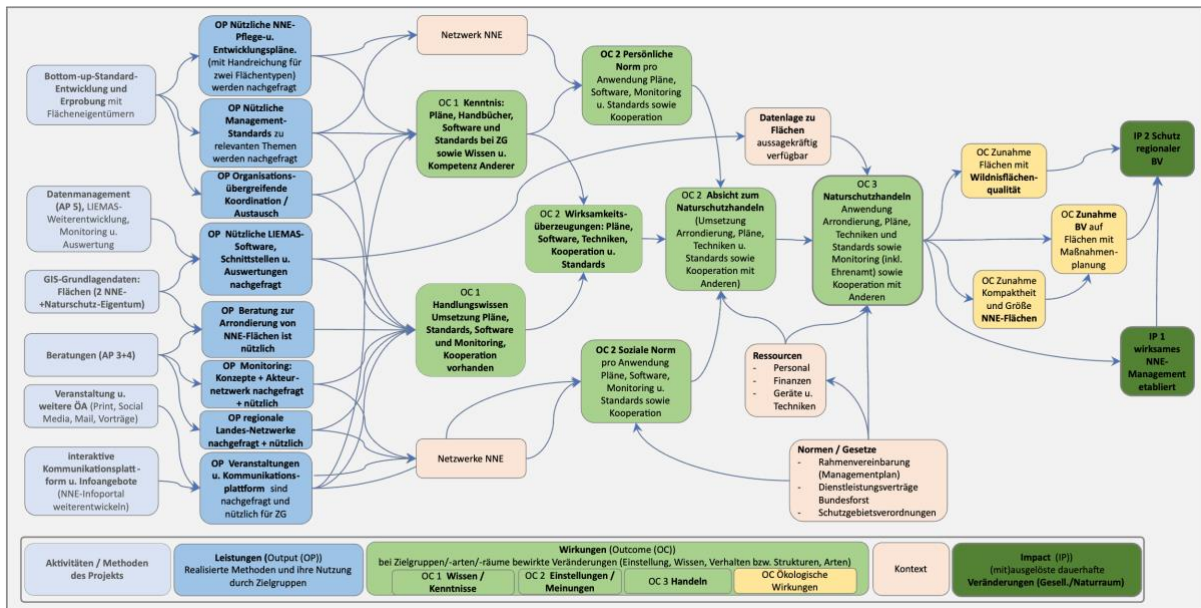 Bottom-up-Standard-
Entwicklung und
Erprobung mit
Flächeneigentümern
Datenmanagement
(AP 5), LIEMAS-
Weiterentwicklung,
Monitoring u.
Auswertung
GIS-Grundlagendaten:
Flächen (2 NNE-
+Naturschutz-Eigentum)
Beratungen (AP 3+4)
Veranstaltung u.
weitere ÖA (Print, Social
Media, Mail, Vorträge)
interaktive
Kommunikationsplatt-
form u. Infoangebote
(NNE-Infoportal
weiterentwickeln)
OP Nützliche NNE-
Pflege-u.
Entwicklungspläne.
(mit Handreichung für
zwei Flächentypen)
werden nachgefragt
OP Nützliche
Management-
Standards zu
relevanten Themen
werden nachgefragt
OP Organisations-
übergreifende
Koordination /
Austausch
OP Nützliche LIEMAS-
Software,
Schnittstellen u.
Auswertungen
nachgefragt
OP Beratung zur
Arrondierung von
NNE-Flächen ist
nützlich
OP Monitoring:
Konzepte + Akteur-
netzwerk nachgefragt
+ nützlich
OP regionale
Landes-Netzwerke
nachgefragt + nützlich
OP Veranstaltungen
u. Kommunikations-
plattform sind
nachgefragt und
nützlich für ZG
Netzwerk NNE
OC 1 Kenntnis:
Pläne, Handbücher,
Software und
Standards bei ZG
sowie Wissen u.
Kompetenz Anderer
OC 1
Handlungswissen
Umsetzung Pläne,
Standards, Software
und Monitoring,
Kooperation
vorhanden
Netzwerke NNE
OC 2 Persönliche
Norm pro
Anwendung Pläne,
Software, Monitoring
u. Standards sowie
Kooperation
OC 2 Wirksamkeits-
überzeugungen: Pläne,
Software, Techniken,
Kooperation u.
Standards
OC 2 Soziale Norm
pro Anwendung
Pläne, Software,
Monitoring u.
Standards sowie
Kooperation
Datenlage zu
Flächen
aussagekräftig
verfügbar
OC 2 Absicht zum
Naturschutzhandeln
(Umsetzung
Arrondierung, Pläne,
Techniken u.
Standards sowie
Kooperation mit
Anderen)
Ressourcen
- Personal
- Finanzen
- Geräte u.
Techniken
OC 3
Naturschutzhandeln
Anwendung
Arrondierung, Pläne,
Techniken und
Standards sowie
Monitoring (inkl.
Ehrenamt) sowie
Kooperation mit
Anderen
Normen / Gesetze
- Rahmenvereinbarung
(Managementplan)
- Dienstleistungsverträge
Bundesforst
- Schutzgebietsverordnungen
OC Zunahme
Flächen mit
Wildnisflächen-
qualität
OC Zunahme
BV auf
Flächen mit
Maßnahmen-
planung
OC Zunahme
Kompaktheit
und Größe
NNE-Flächen
IP 2 Schutz
regionaler
BV
IP 1
wirksames
NNE-
Management
etabliert
Aktivitäten / Methoden
des Projekts
Leistungen (Output (OP))
Realisierte Methoden und ihre Nutzung
durch Zielgruppen
Wirkungen (Outcome (OC))
bei Zielgruppen/-arten/-räume bewirkte Veränderungen (Einstellung, Wissen, Verhalten bzw. Strukturen, Arten)
OC 1 Wissen /
Kenntnisse
OC 2 Einstellungen /
Meinungen
OC 3 Handeln
OC Ökologische
Wirkungen
Kontext
Impact (IP))
(mit)ausgelöste dauerhafte
Veränderungen (Gesell./Naturraum)